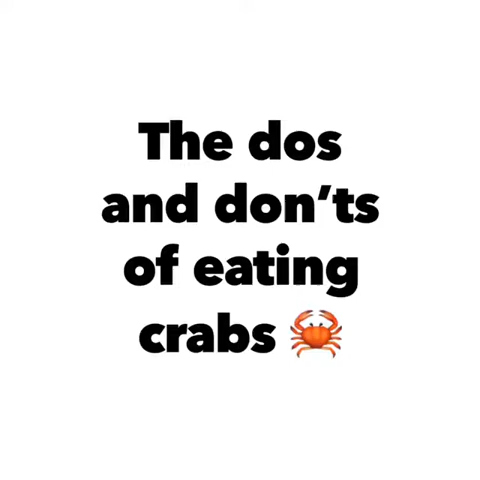 The dos
and don’ts
of eating
crabs 🦀